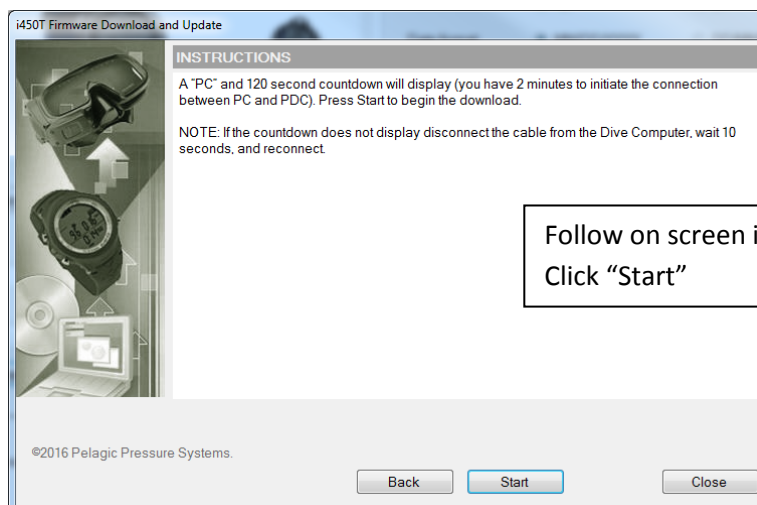 i450T Firmware Download and Update
INSTRUCTIONS
A "PC" and 120 second countdown will display (you have 2 minutes to initiate the connection
between PC and PDC). Press Start to begin the download.
NOTE: If the countdown does not display disconnect the cable from the Dive Computer, wait 10
seconds, and reconnect.
Follow on screen i
Click “Start”
©2016 Pelagic Pressure Systems.
Back Start Close